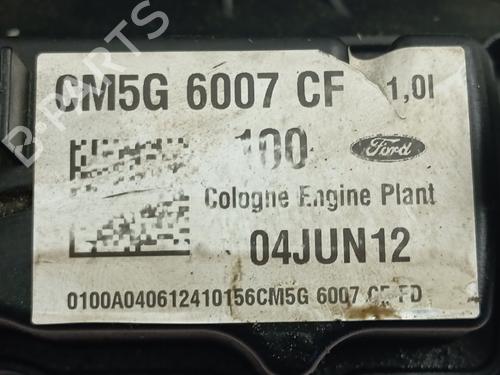 CM5G 6007 CF 1,0l
100 Ford
Cologne Engine Plant
04JUN12
0100A040612410156CM5G 6007 CF FD
B-PARTS